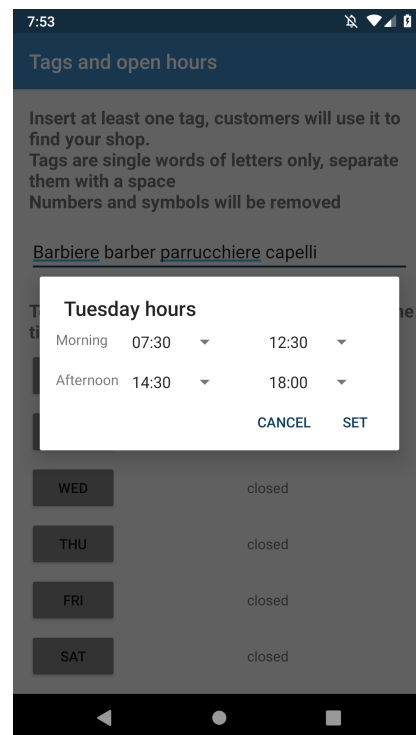 7:53
Tags and open hours
Insert at least one tag, customers will use it to
find your shop.
Tags are single words of letters only, separate
them with a space
Numbers and symbols will be removed
Barbiere barber parrucchiere capelli
Tuesday hours
Morning 07:30 12:30
Afternoon 14:30 18:00
CANCEL SET
WED closed
THU closed
FRI closed
SAT closed